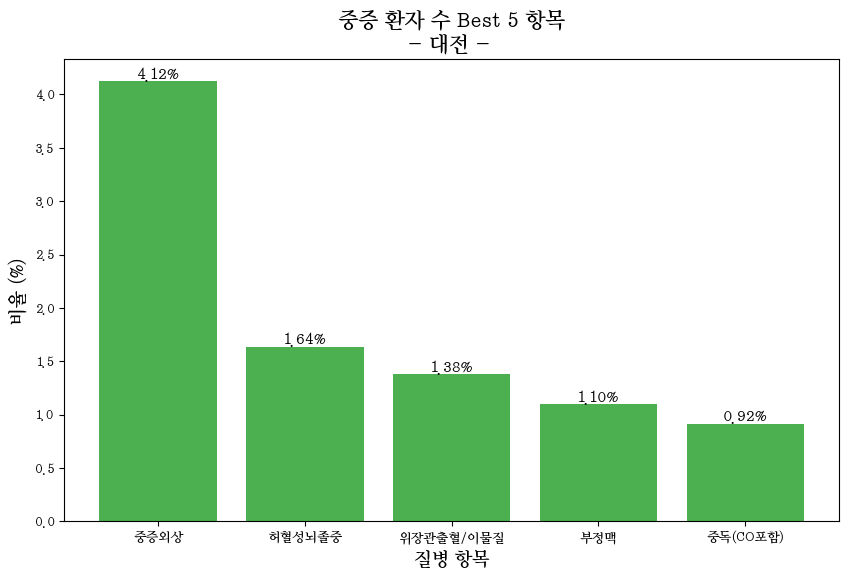 중증 환자 수 Best 5 항목
- 대전 -
비율 (%)
4.0
3.5
3.0
2.5
2.0
1.5
1.0
0.5
0.0
4.12%
1.64%
1.38%
1.10%
0.92%
중증외상
허혈성뇌졸중
위장관출혈/이물질
부정맥
중독(CO포함)
질병 항목